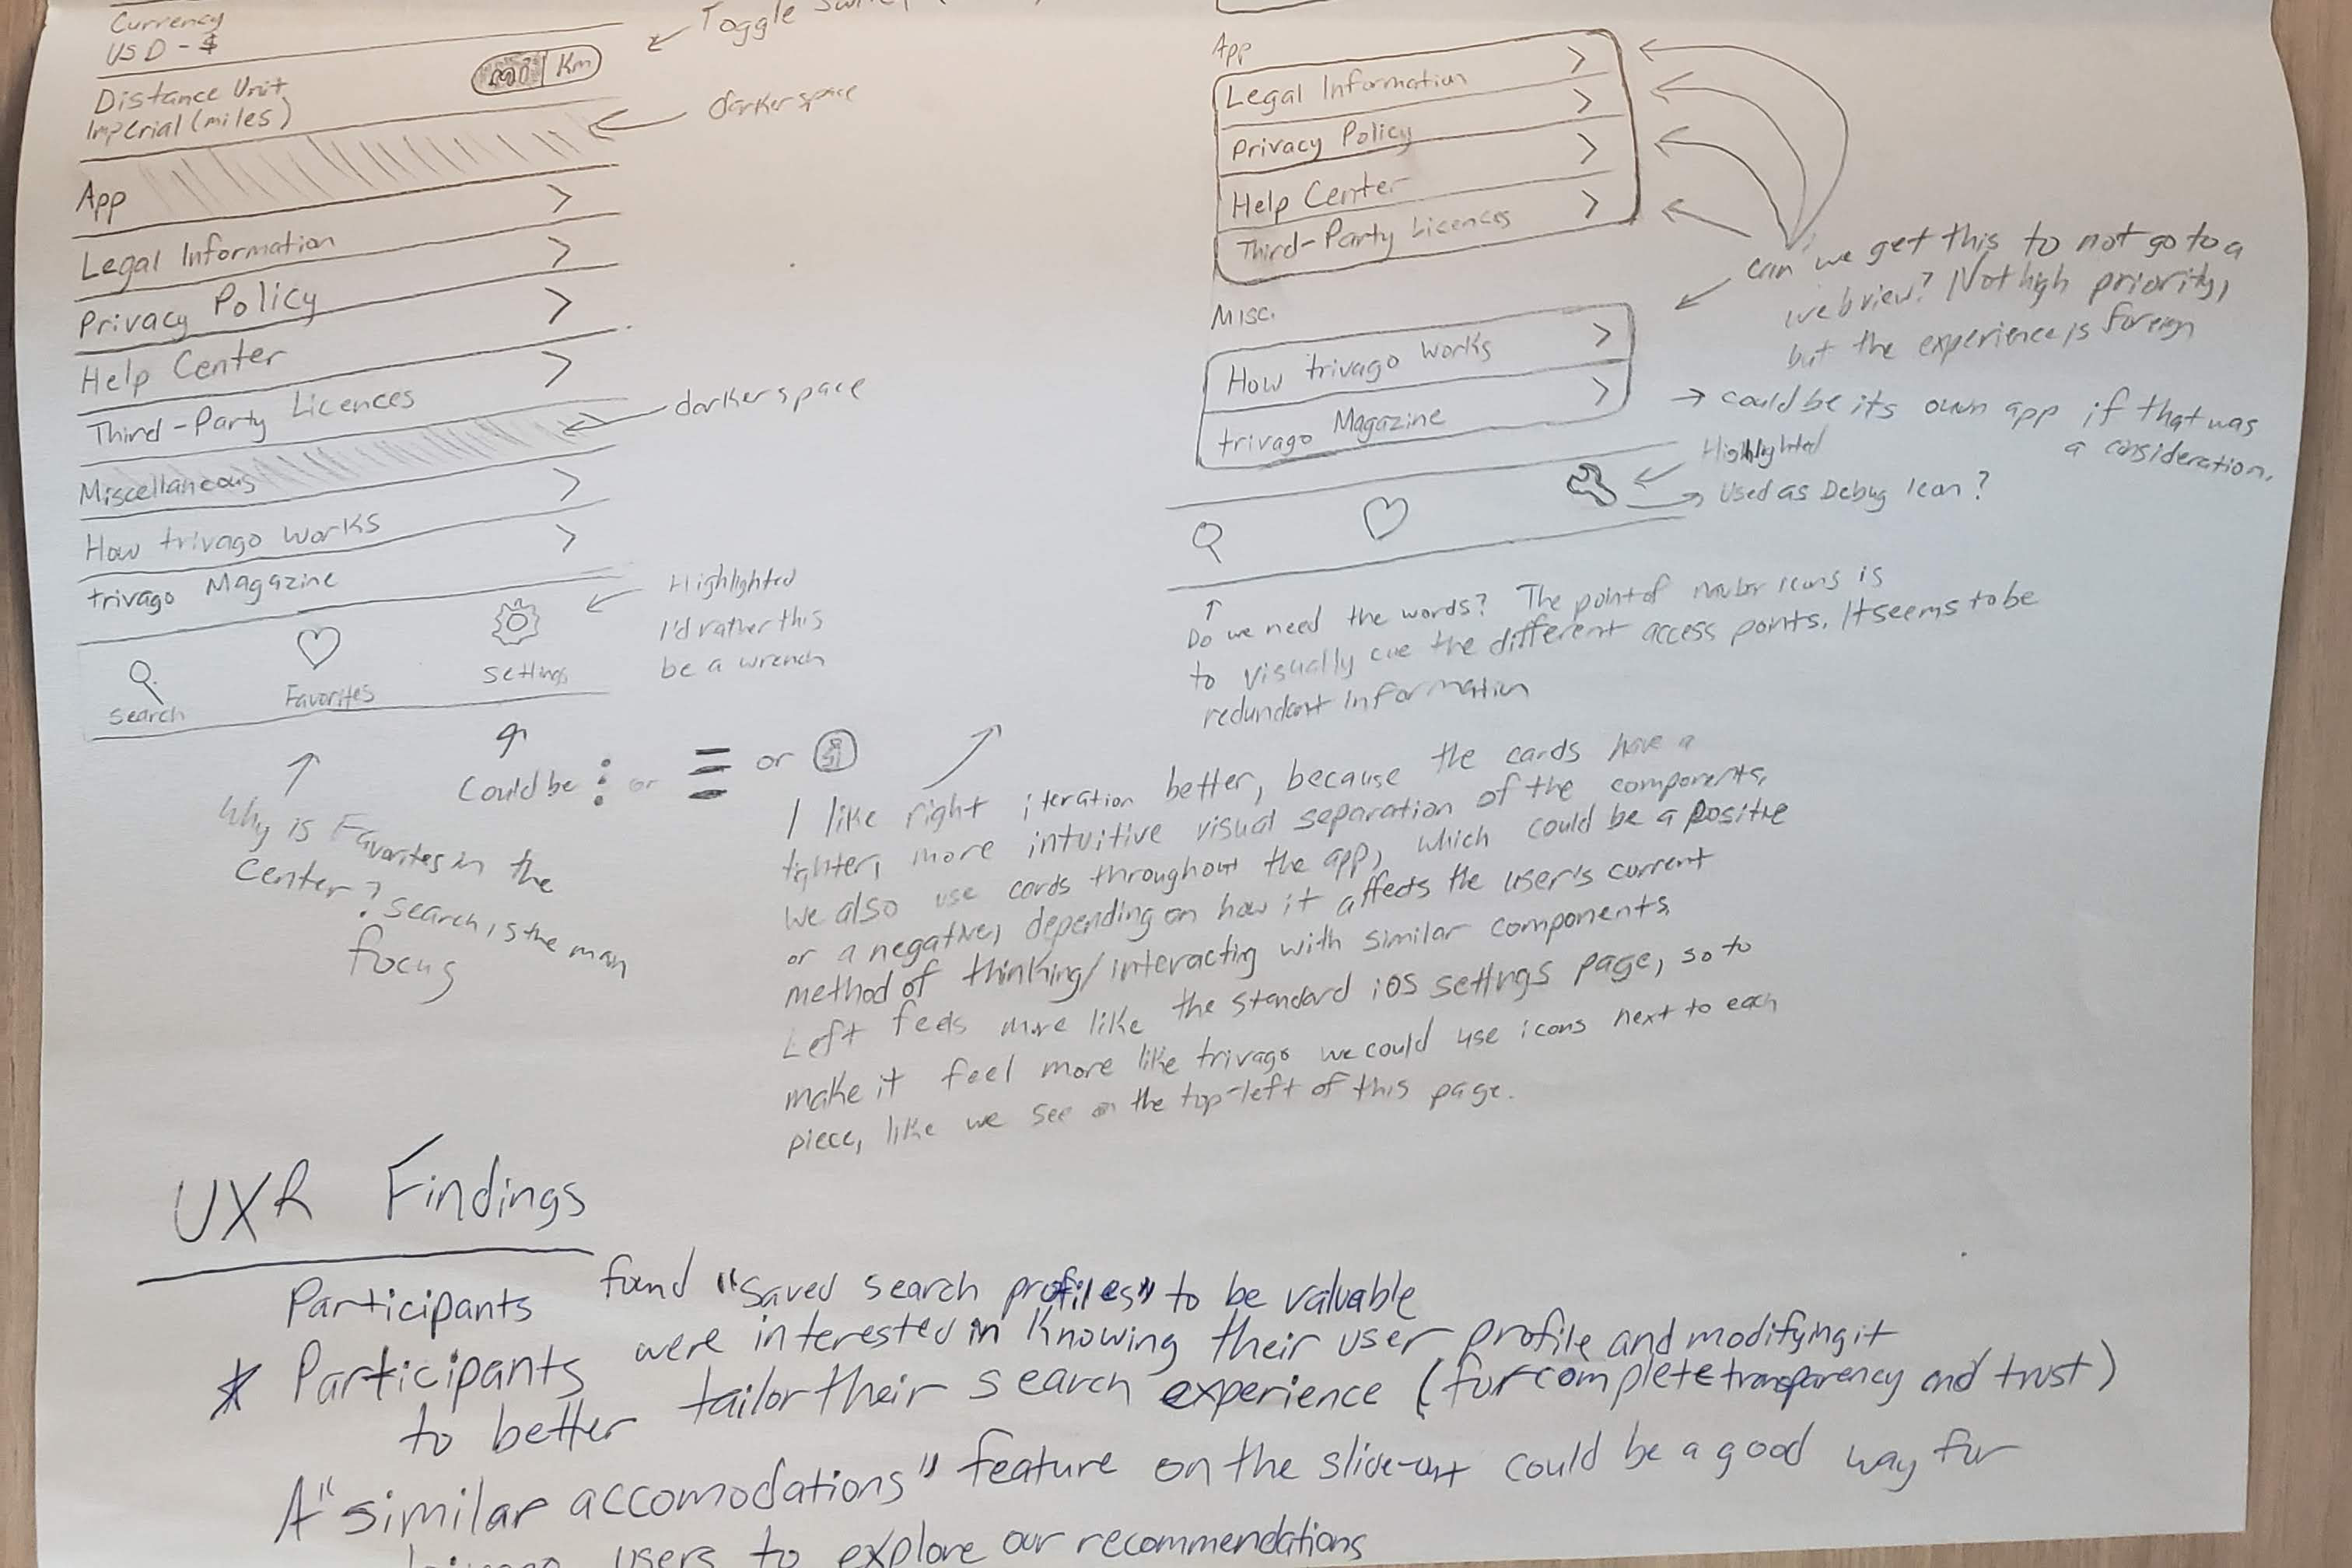 Currency
USD - $
Toggle
Distance Unit
Imperial (miles)
mi Km
darker space
App
Legal Information
Privacy Policy
Help Center
Third-Party Licences
darker space
Miscellaneous
How trivago works
trivago Magazine
Search
Favorites
Settings
Highlighted
I'd rather this
be a wrench
Could be or or
Why is Favorites in the
center? Search is the main
focus
App
Legal Information
Privacy Policy
Help Center
Third-Party Licences
can we get this to not go to a
webview? Not high priority,
but the experience is foreign
Misc.
How trivago works
trivago Magazine
→ could be its own app if that was
a consideration.
Highlighted
Used as Debug Icon?
Do we need the words? The point of navbar icons is
to visually cue the different access points. It seems to be
redundant information
I like right iteration better, because the cards have a
tighter, more intuitive visual separation of the components.
We also use cards throughout the app, which could be a positive
or a negative, depending on how it affects the user's current
method of thinking/interacting with similar components.
Left feels more like the standard iOS settings page, so to
make it feel more like trivago we could use icons next to each
piece, like we see on the top-left of this page.
UXR Findings
Participants found "Saved search profiles" to be valuable
* Participants were interested in knowing their user profile and modifying it
to better tailor their search experience (for complete transparency and trust)
A "similar accomodations" feature on the slide-out could be a good way for
users to explore our recommendations